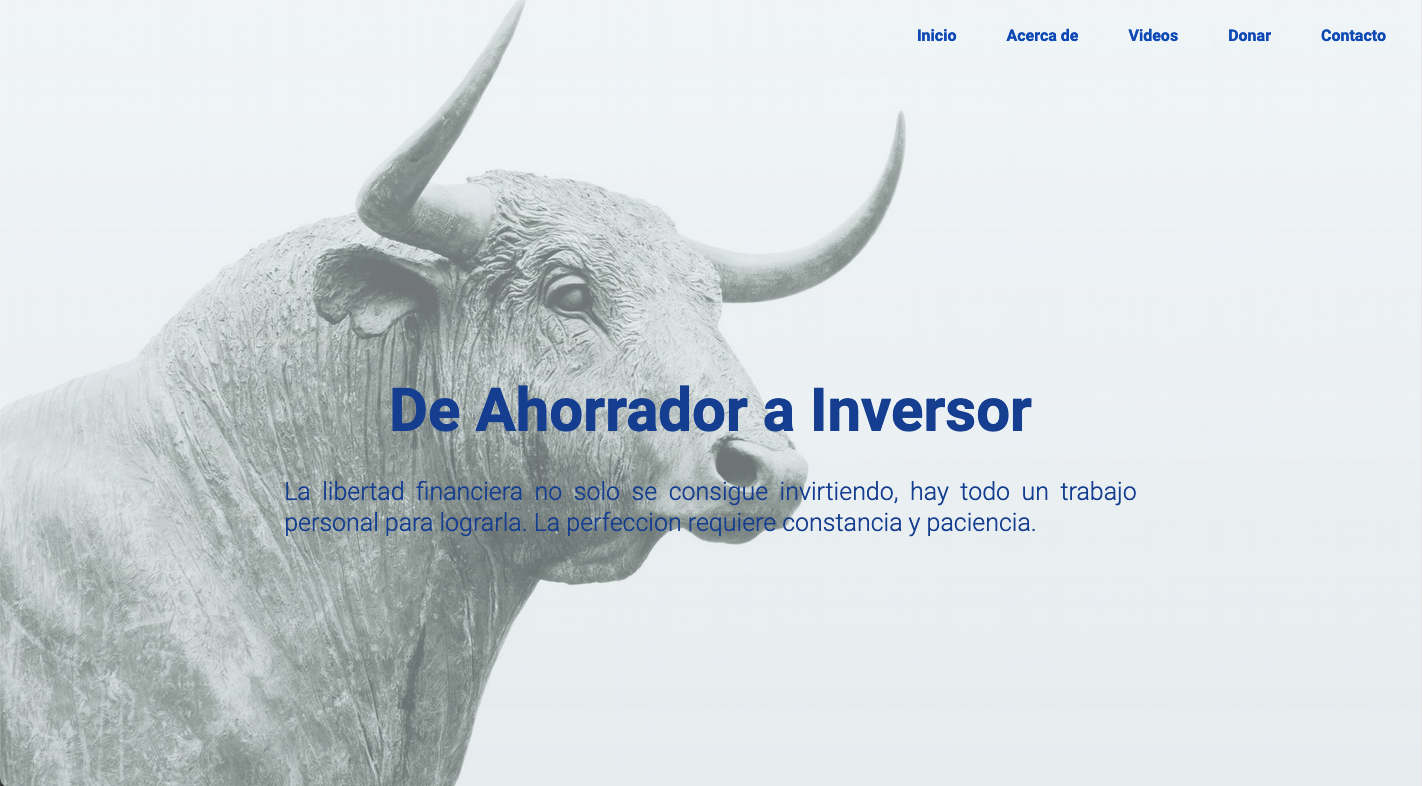 Inicio Acerca de Videos Donar Contacto
De Ahorrador a Inversor
La libertad financiera no solo se consigue invirtiendo, hay todo un trabajo
personal para lograrla. La perfeccion requiere constancia y paciencia.